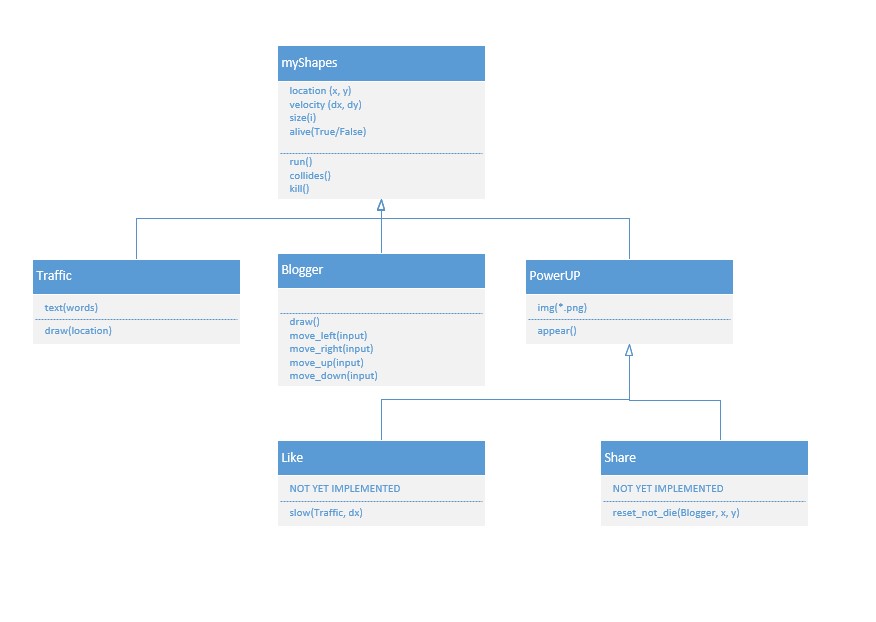 myShapes
location (x, y)
velocity (dx, dy)
size(i)
alive(True/False)
run()
collides()
kill()
Traffic
text(words)
draw(location)
Blogger
draw()
move_left(input)
move_right(input)
move_up(input)
move_down(input)
PowerUP
img(*.png)
appear()
Like
NOT YET IMPLEMENTED
slow(Traffic, dx)
Share
NOT YET IMPLEMENTED
reset_not_die(Blogger, x, y)